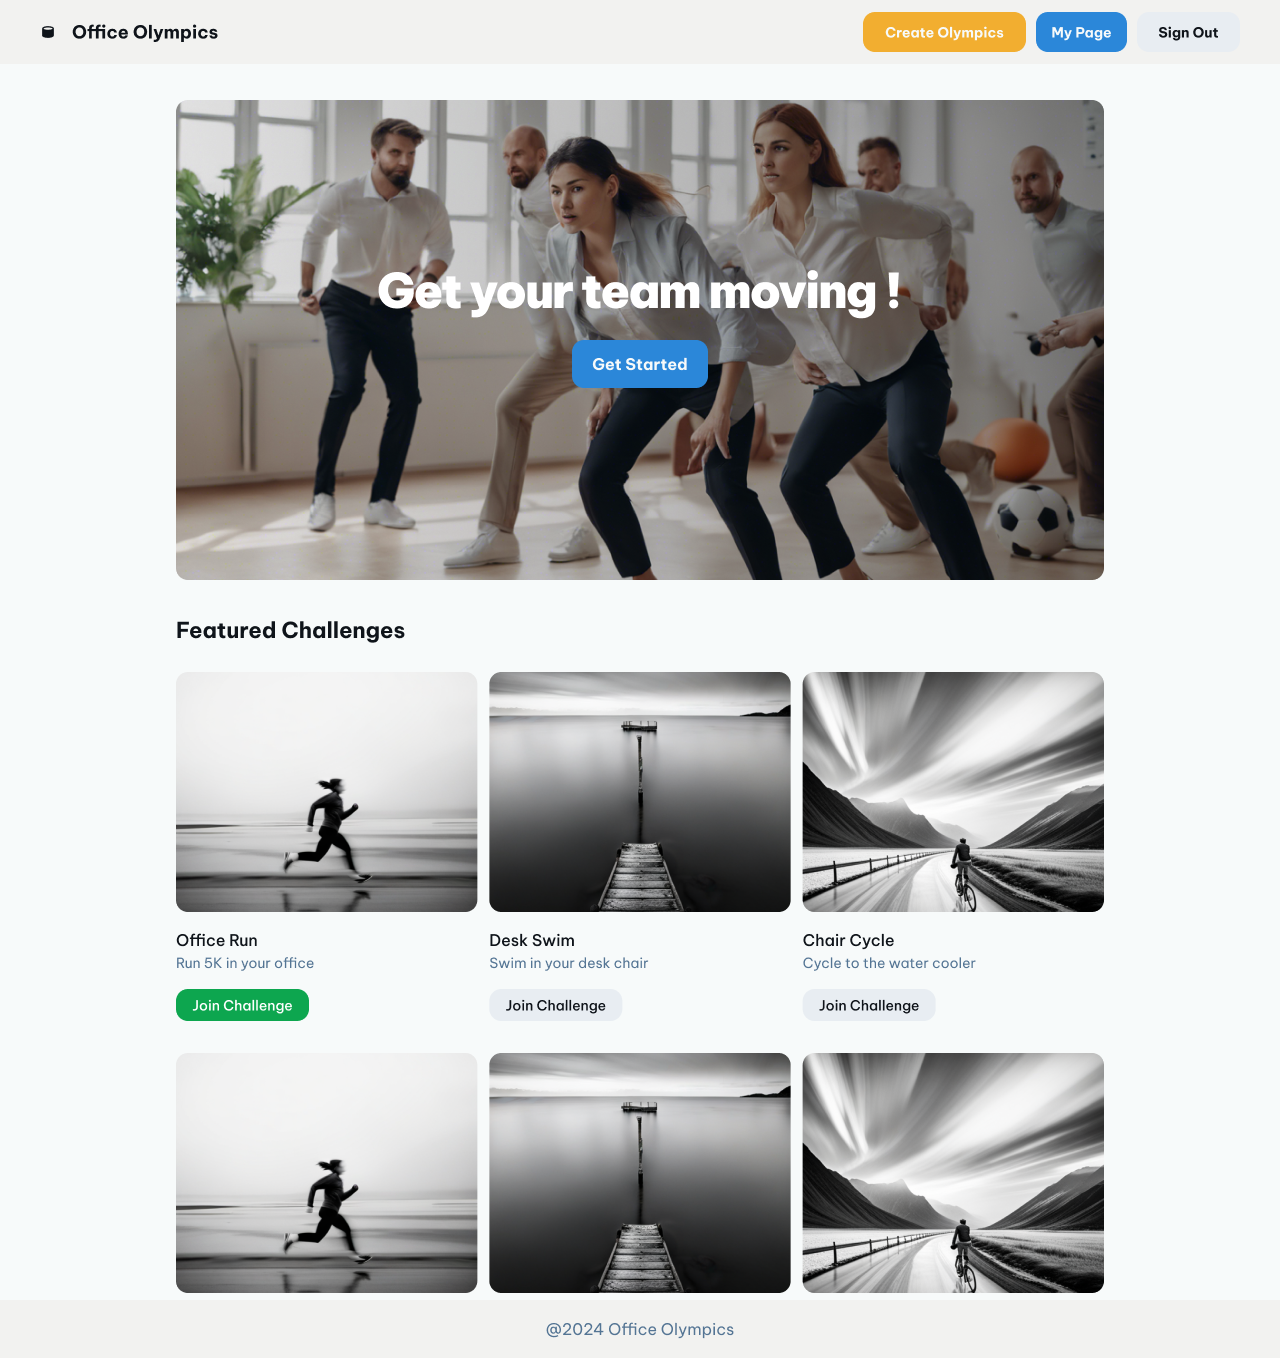 Office Olympics
Create Olympics
My Page
Sign Out
Get your team moving !
Get Started
Featured Challenges
Office Run
Run 5K in your office
Join Challenge
Desk Swim
Swim in your desk chair
Join Challenge
Chair Cycle
Cycle to the water cooler
Join Challenge
@2024 Office Olympics